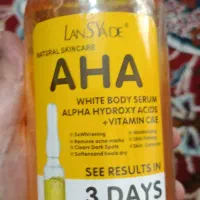 LANSYADE
NATURAL SKINCARE
AHA
WHITE BODY SERUM
ALPHA HYDROXY ACIDS
+VITAMIN C&E
Remove acne marks
Clears Dark Spots
SEE RESULTS IN
3 DAYS